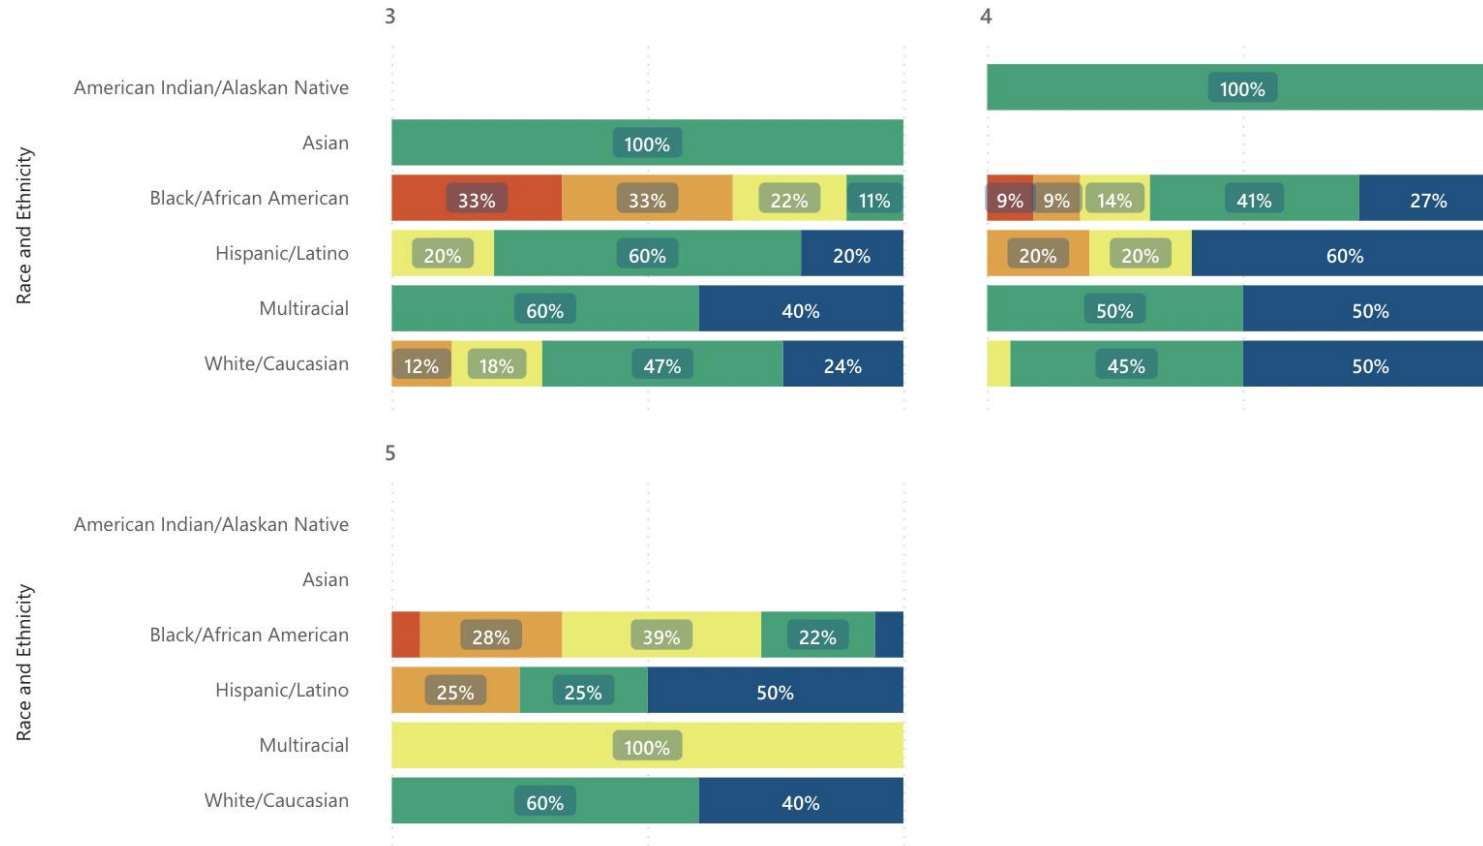 3
4
Race and Ethnicity
American Indian/Alaskan Native
100%
Asian
100%
Black/African American
33% 33% 22% 11%
9% 9% 14% 41% 27%
Hispanic/Latino
20% 60% 20%
20% 20% 60%
Multiracial
60% 40%
50% 50%
White/Caucasian
12% 18% 47% 24%
45% 50%
5
Race and Ethnicity
American Indian/Alaskan Native
Asian
Black/African American
28% 39% 22%
Hispanic/Latino
25% 25% 50%
Multiracial
100%
White/Caucasian
60% 40%